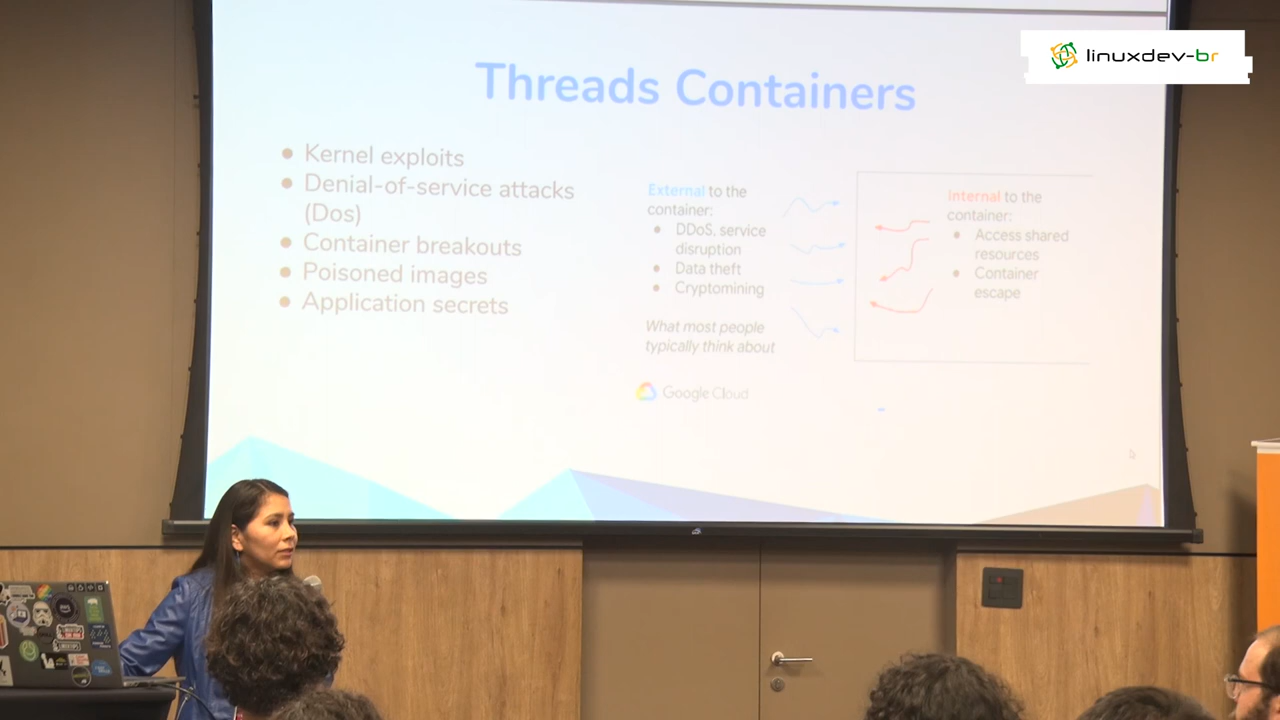 linuxdev-br
Threads Containers
● Kernel exploits
● Denial-of-service attacks
(Dos)
● Container breakouts
● Poisoned images
● Application secrets
External to the
container:
● DDoS, service
disruption
● Data theft
● Cryptomining
What most people
typically think about
Internal to the
container:
● Access shared
resources
● Container
escape
Google Cloud